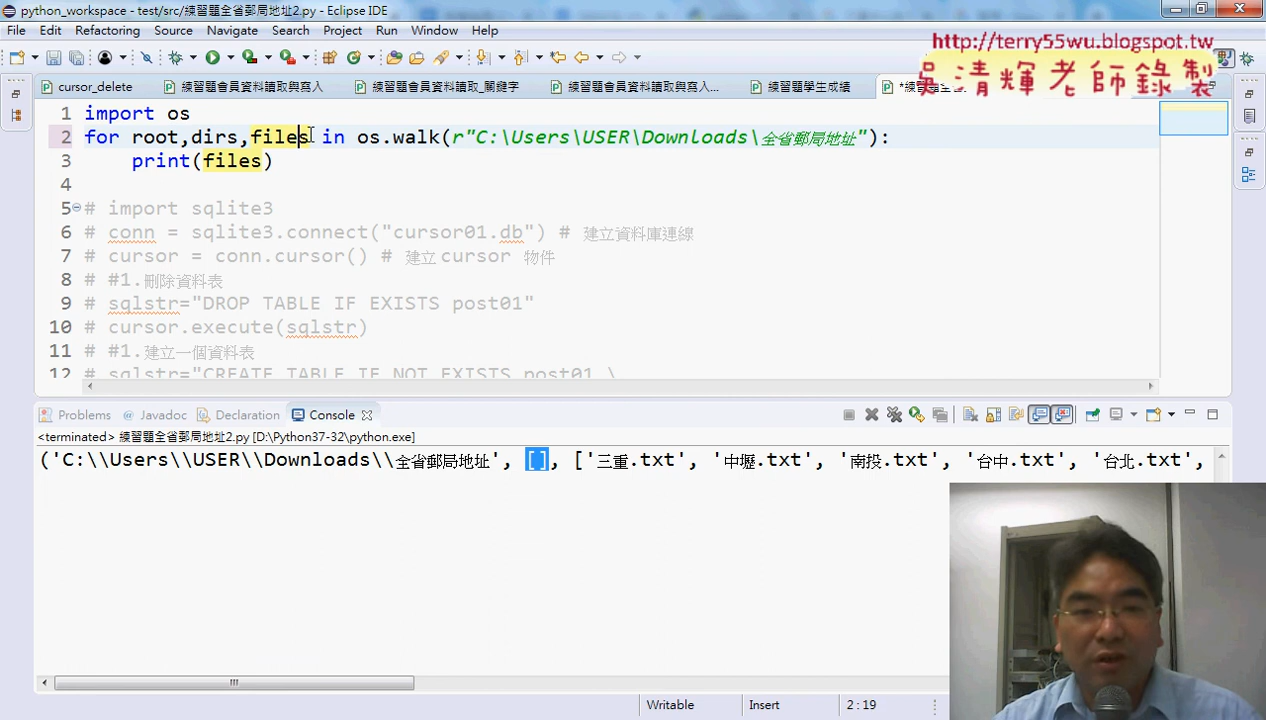 python_workspace - test/src/練習題全省郵局地址2.py - Eclipse IDE
File Edit Refactoring Source Navigate Search Project Run Window Help
http://terry55wu.blogspot.tw
吳清輝老師錄製
cursor_delete 練習題會員資料讀取與寫入 練習題會員資料讀取_關鍵字 練習題會員資料讀取與寫入... 練習題學生成績
1 import os
2 for root,dirs,files in os.walk(r"C:\Users\USER\Downloads\全省郵局地址"):
3 print(files)
4
5 # import sqlite3
6 # conn = sqlite3.connect("cursor01.db") # 建立資料庫連線
7 # cursor = conn.cursor() # 建立 cursor 物件
8 # #1.刪除資料表
9 # sqlstr="DROP TABLE IF EXISTS post01"
10 # cursor.execute(sqlstr)
11 # #1.建立一個資料表
12 # sqlstr="CREATE TABLE IF NOT EXISTS post01 \
Problems Javadoc Declaration Console
<terminated> 練習題全省郵局地址2.py [D:\Python37-32\python.exe]
('C:\\Users\\USER\\Downloads\\全省郵局地址', [], ['三重.txt', '中壢.txt', '南投.txt', '台中.txt', '台北.txt',
Writable Insert 2 : 19